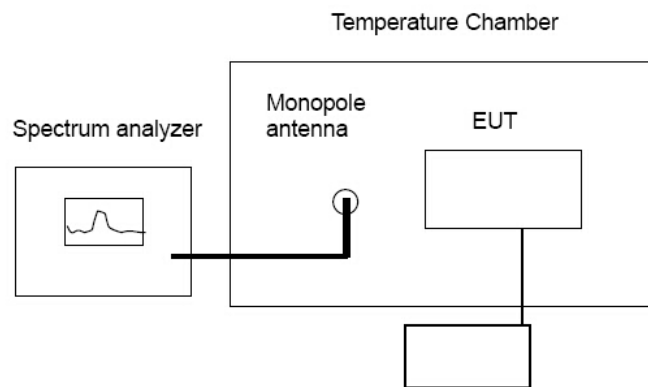 Temperature Chamber
Monopole
antenna
EUT
Spectrum analyzer